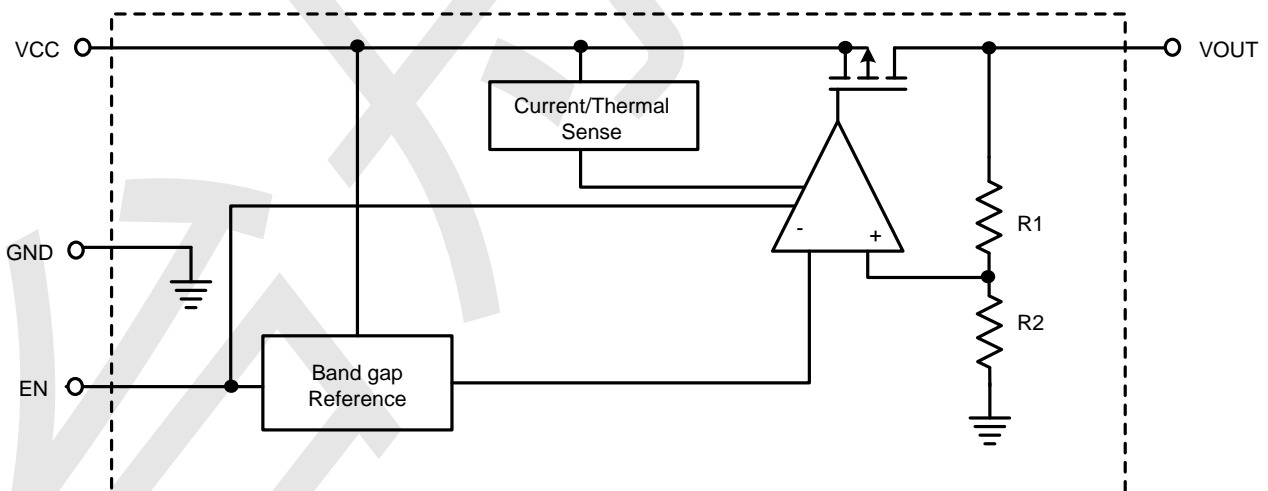 VCC
VOUT
Current/Thermal
Sense
-
+
R1
GND
R2
EN
Band gap
Reference